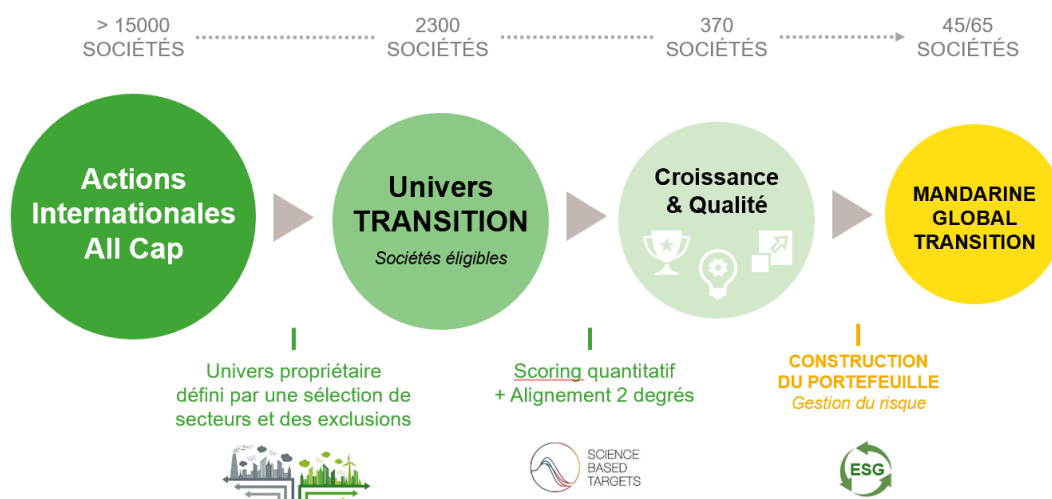 > 15000
SOCIÉTÉS
2300
SOCIÉTÉS
370
SOCIÉTÉS
45/65
SOCIÉTÉS
Actions
Internationales
All Cap
Univers
TRANSITION
Sociétés éligibles
Croissance
& Qualité
MANDARINE
GLOBAL
TRANSITION
Univers propriétaire
défini par une sélection de
secteurs et des exclusions
Scoring quantitatif
+ Alignement 2 degrés
CONSTRUCTION
DU PORTEFEUILLE
Gestion du risque
SCIENCE
BASED
TARGETS
ESG